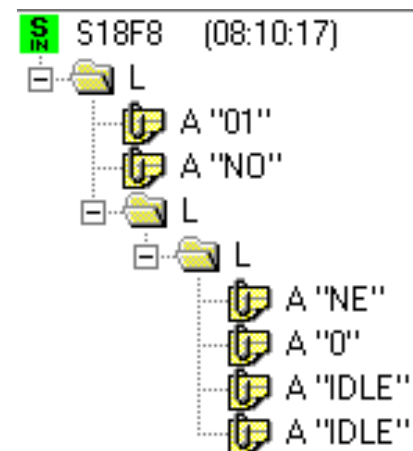 S IN S18F8 (08:10:17)
L
A "01"
A "NO"
L
L
A "NE"
A "0"
A "IDLE"
A "IDLE"